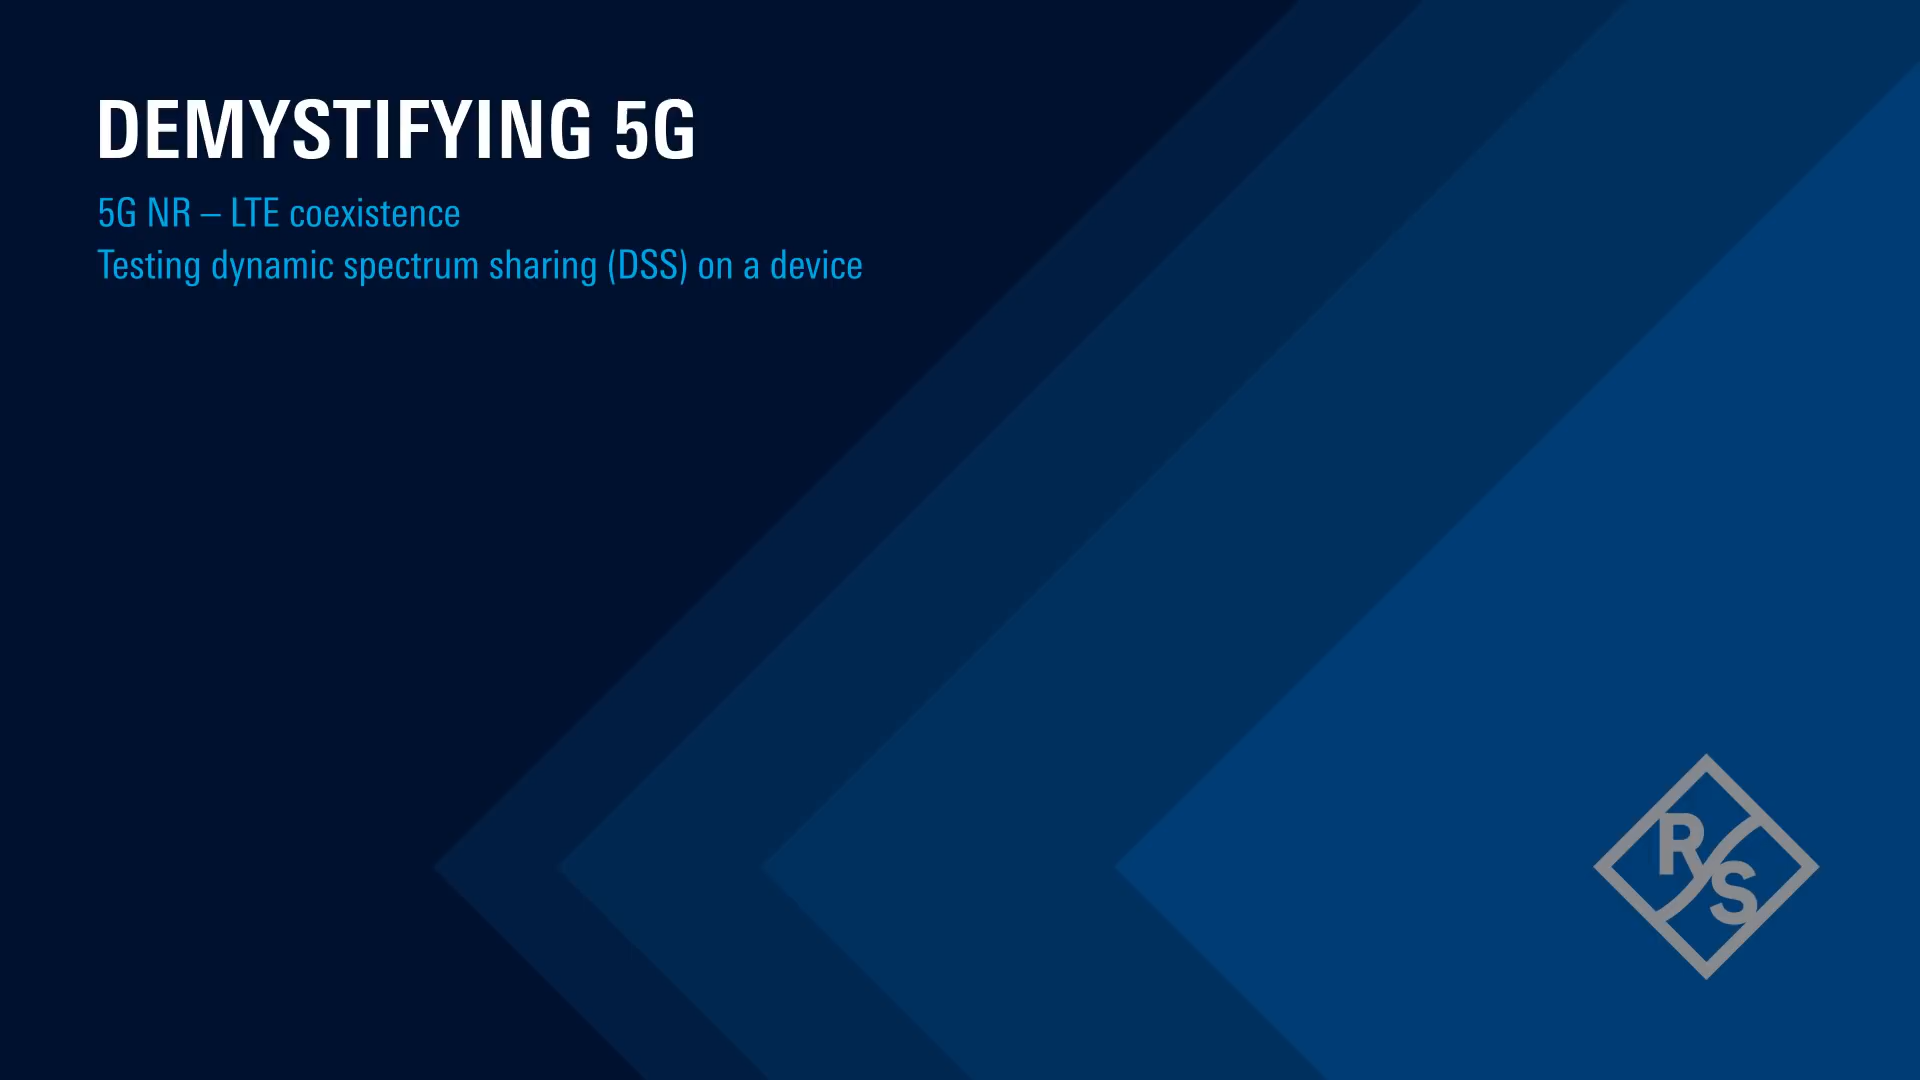 DEMYSTIFYING 5G
5G NR – LTE coexistence
Testing dynamic spectrum sharing (DSS) on a device
R S